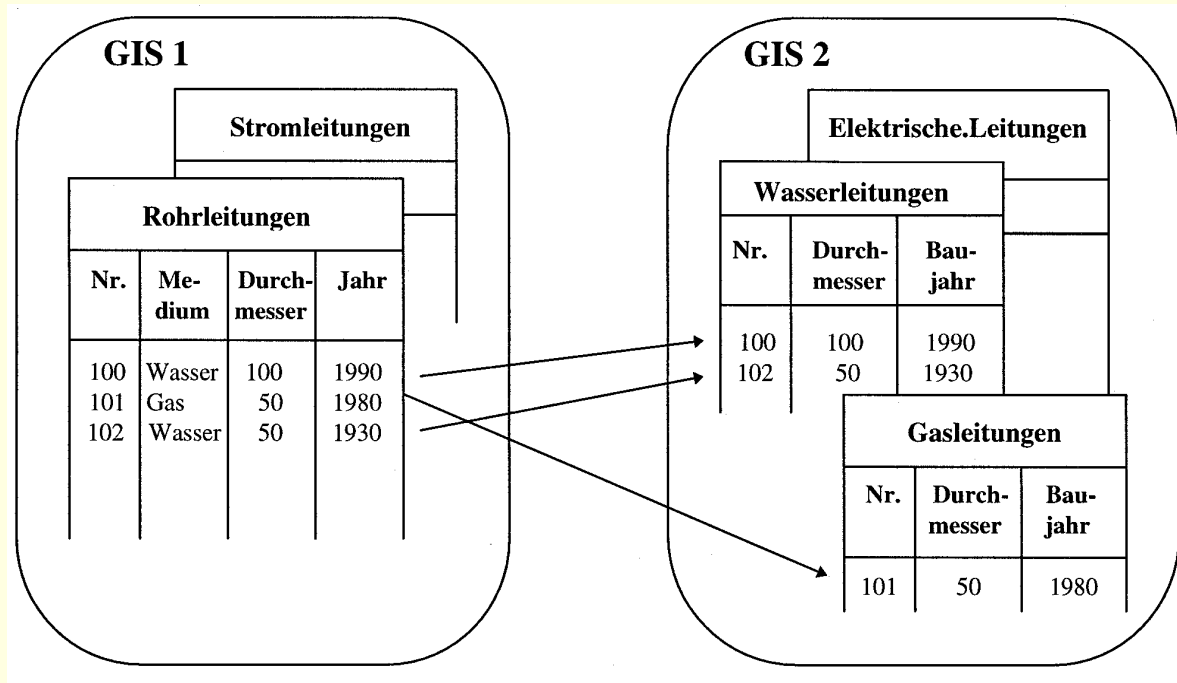 GIS 1
Stromleitungen
Rohrleitungen
Nr. Me- Durch- Jahr
dium messer
100 Wasser 100 1990
101 Gas 50 1980
102 Wasser 50 1930
GIS 2
Elektrische.Leitungen
Wasserleitungen
Nr. Durch- Bau-
messer jahr
100 100 1990
102 50 1930
Gasleitungen
Nr. Durch- Bau-
messer jahr
101 50 1980